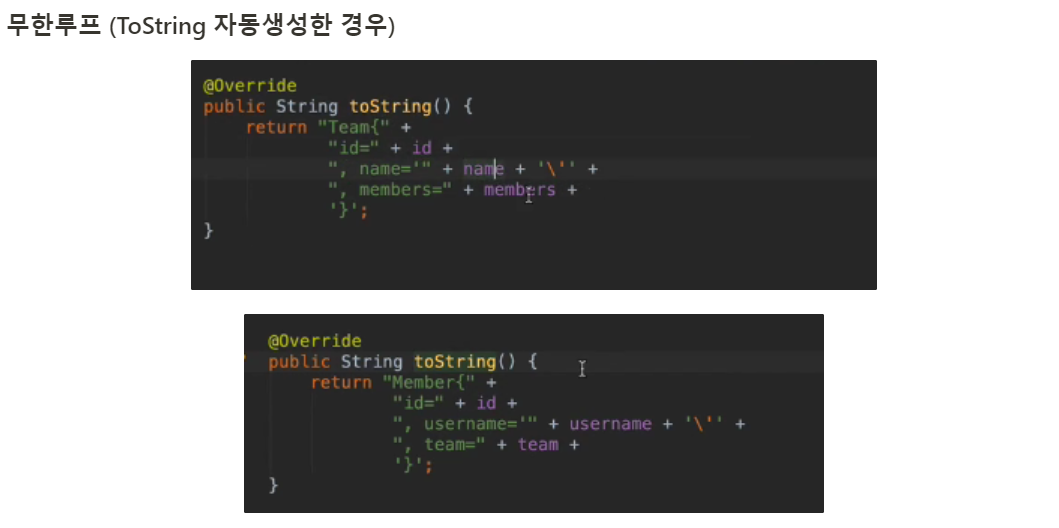 무한루프 (ToString 자동생성한 경우)
@Override
public String toString() {
return "Team{" +
"id=" + id +
", name='" + name + '\'' +
", members=" + members +
'}';
}
@Override
public String toString() {
return "Member{" +
"id=" + id +
", username='" + username + '\'' +
", team=" + team +
'}';
}